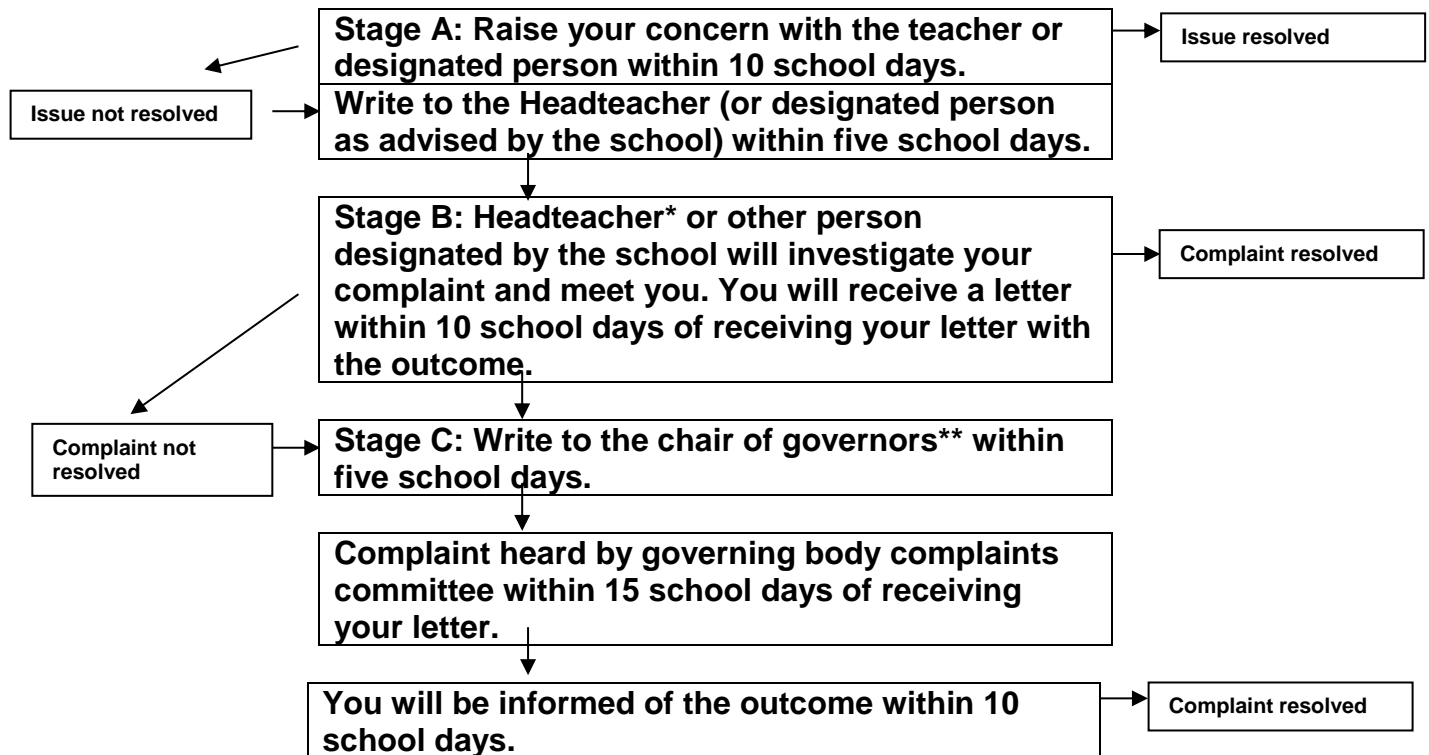 Stage A: Raise your concern with the teacher or
designated person within 10 school days.
Issue resolved
Issue not resolved
Write to the Headteacher (or designated person
as advised by the school) within five school days.
Stage B: Headteacher* or other person
designated by the school will investigate your
complaint and meet you. You will receive a letter
within 10 school days of receiving your letter with
the outcome.
Complaint resolved
Complaint not
resolved
Stage C: Write to the chair of governors** within
five school days.
Complaint heard by governing body complaints
committee within 15 school days of receiving
your letter.
You will be informed of the outcome within 10
school days.
Complaint resolved